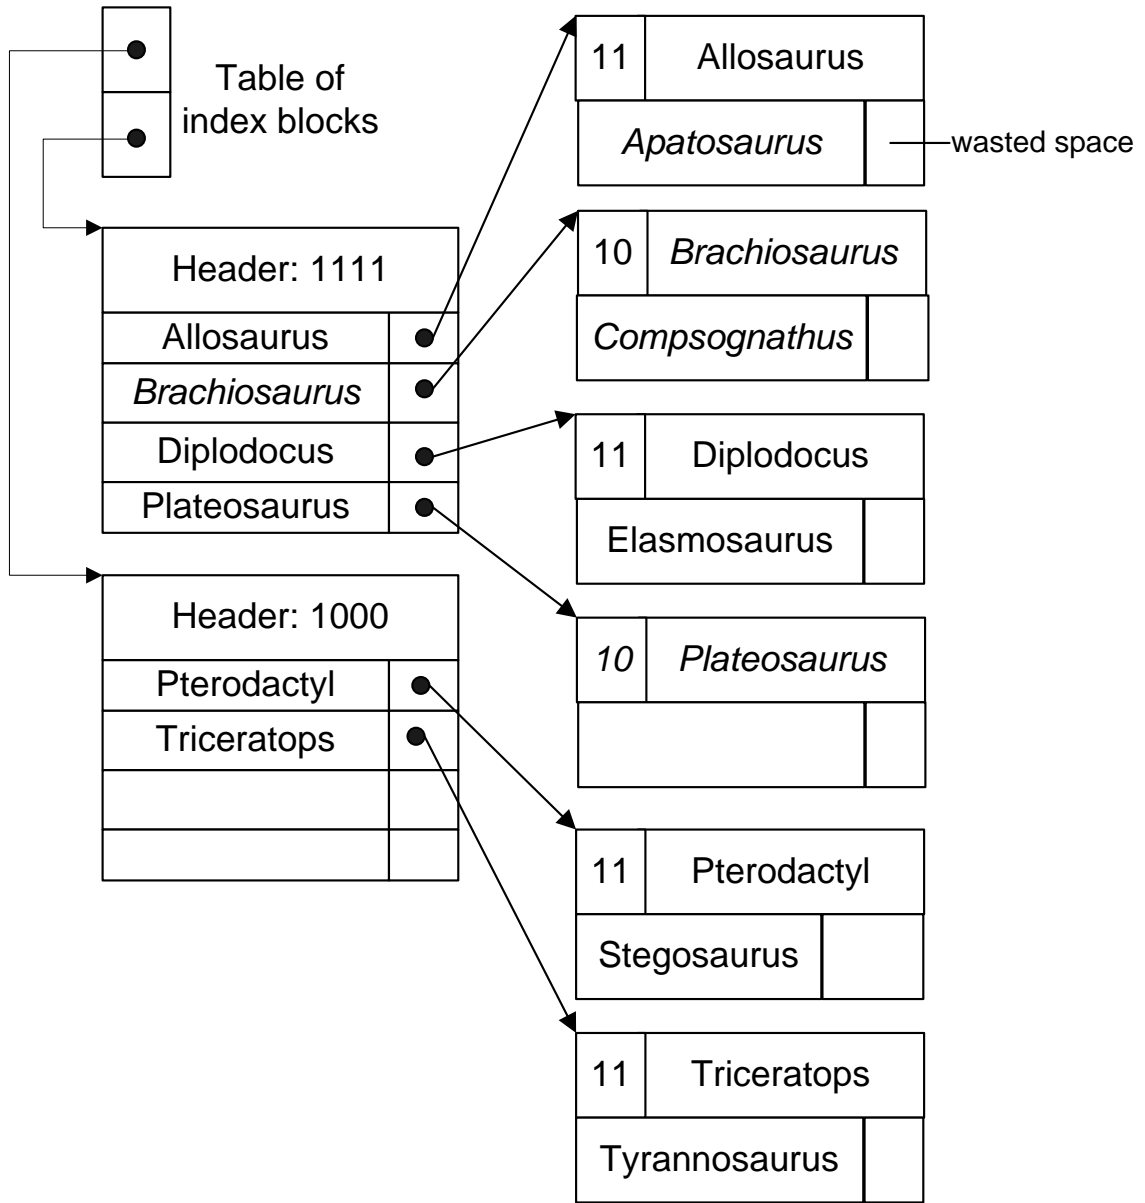 Table of
index blocks
Header: 1111
Allosaurus
Brachiosaurus
Diplodocus
Plateosaurus
Header: 1000
Pterodactyl
Triceratops
11 Allosaurus
Apatosaurus
wasted space
10 Brachiosaurus
Compsognathus
11 Diplodocus
Elasmosaurus
10 Plateosaurus
11 Pterodactyl
Stegosaurus
11 Triceratops
Tyrannosaurus